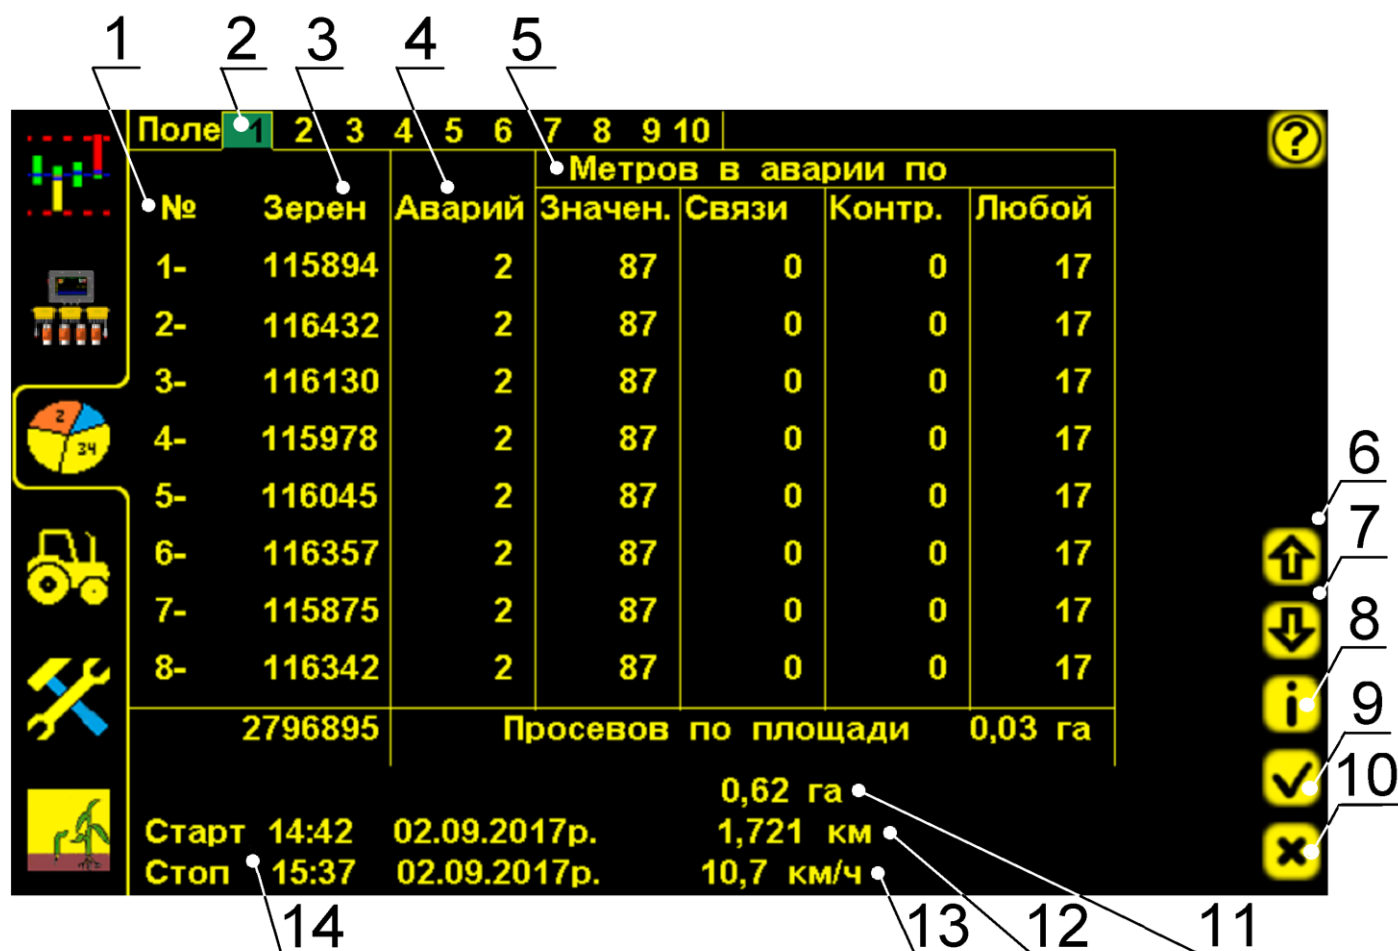 1 2 3 4 5
Поле 1 2 3 4 5 6 7 8 9 10 ?
Метров в аварии по
№ Зерен Аварий Значен. Связи Контр. Любой
1- 115894 2 87 0 0 17
2- 116432 2 87 0 0 17
3- 116130 2 87 0 0 17
2
34
4- 115978 2 87 0 0 17
6
5- 116045 2 87 0 0 17
7
6- 116357 2 87 0 0 17
7- 115875 2 87 0 0 17
8
8- 116342 2 87 0 0 17
i
9
2796895 Просевов по площади 0,03 га
10
0,62 га
Старт 14:42 02.09.2017р. 1,721 км
Стоп 15:37 02.09.2017р. 10,7 км/ч
14 13 12 11